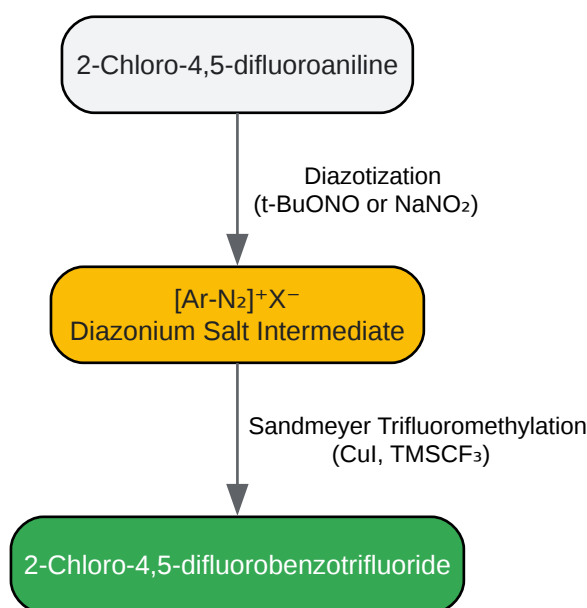 2-Chloro-4,5-difluoroaniline
Diazotization
(t-BuONO or NaNO₂)
[Ar-N₂]⁺X⁻
Diazonium Salt Intermediate
Sandmeyer Trifluoromethylation
(CuI, TMSCF₃)
2-Chloro-4,5-difluorobenzotrifluoride